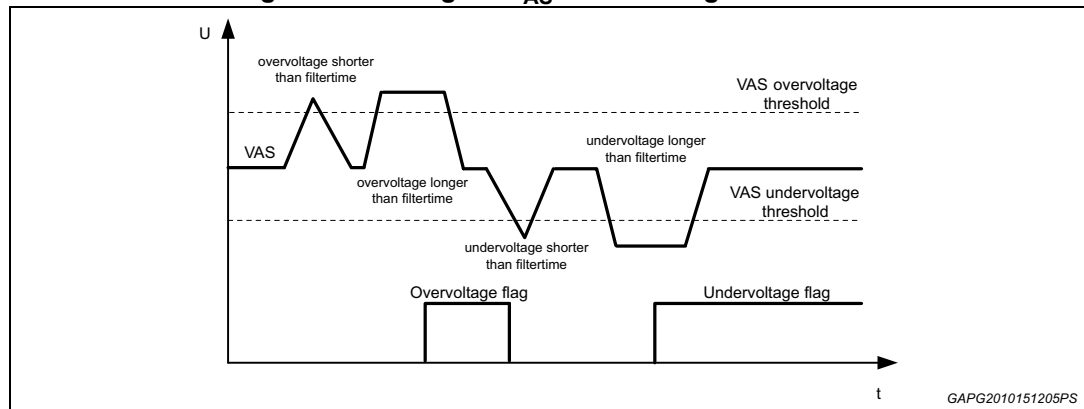 U
overvoltage shorter
than filtertime
VAS overvoltage
threshold
VAS
undervoltage longer
than filtertime
overvoltage longer
than filtertime
VAS undervoltage
threshold
undervoltage shorter
than filtertime
Overvoltage flag
Undervoltage flag
t
GAPG2010151205PS